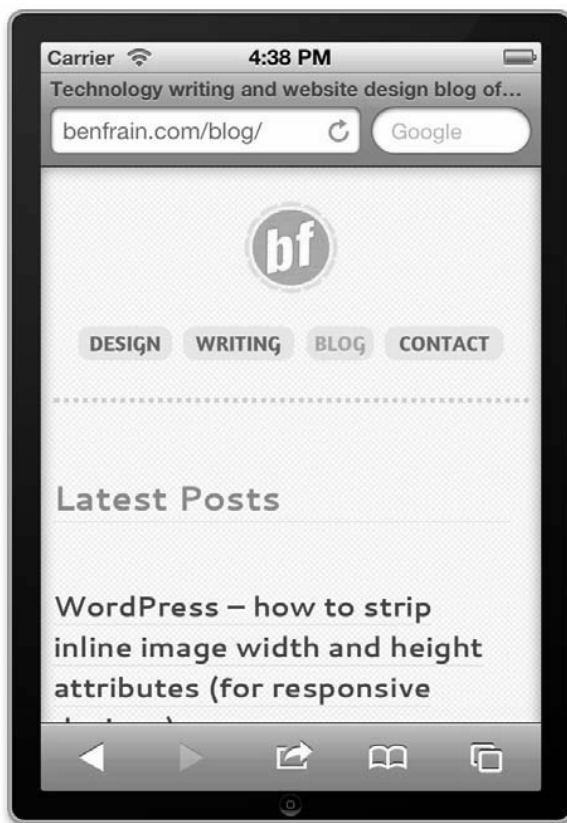 Carrier 4:38 PM
Technology writing and website design blog of...
benfrain.com/blog/ Google
bf
DESIGN WRITING BLOG CONTACT
Latest Posts
WordPress – how to strip
inline image width and height
attributes (for responsive